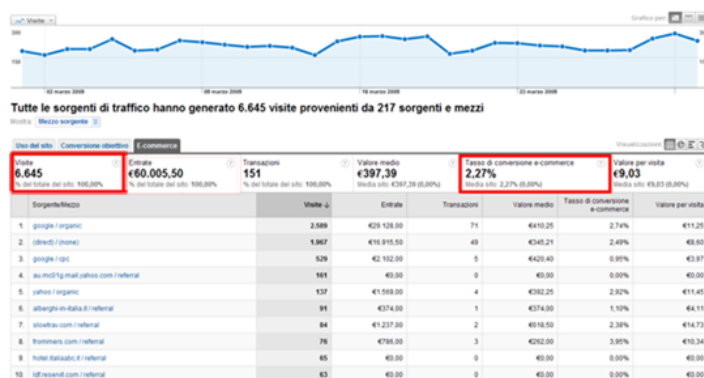 Visite
Grafico per:
300
150
02 marzo 2009 09 marzo 2009 16 marzo 2009 23 marzo 2009
Tutte le sorgenti di traffico hanno generato 6.645 visite provenienti da 217 sorgenti e mezzi
Mostra: Mezzo sorgente
Uso del sito Conversione obiettivo E-commerce Visualizzazioni
Visite Entrate Transazioni Valore medio Tasso di conversione e-commerce Valore per visita
6.645 €60.005,50 151 €397,39 2,27% €9,03
% del totale del sito: 100,00% % del totale del sito: 100,00% % del totale del sito: 100,00% Media sito: €397,39 (0,00%) Media sito: 2,27% (0,00%) Media sito: €9,03 (0,00%)
Sorgente/Mezzo Visite ↓ Entrate Transazioni Valore medio Tasso di conversione e-commerce Valore per visita
1. google / organic 2.589 €29.128,00 71 €410,25 2,74% €11,25
2. (direct) / (none) 1.967 €16.915,50 49 €345,21 2,49% €8,60
3. google / cpc 529 €2.102,00 5 €420,40 0,95% €3,97
4. au.mc01g.mail.yahoo.com / referral 161 €0,00 0 €0,00 0,00% €0,00
5. yahoo / organic 137 €1.569,00 4 €392,25 2,92% €11,45
6. alberghi-in-italia.it / referral 91 €374,00 1 €374,00 1,10% €4,11
7. slowtrav.com / referral 84 €1.237,00 2 €618,50 2,38% €14,73
8. frommers.com / referral 76 €786,00 3 €262,00 3,95% €10,34
9. hotel.italiaabc.it / referral 65 €0,00 0 €0,00 0,00% €0,00
10. ldf.reservit.com / referral 63 €0,00 0 €0,00 0,00% €0,00